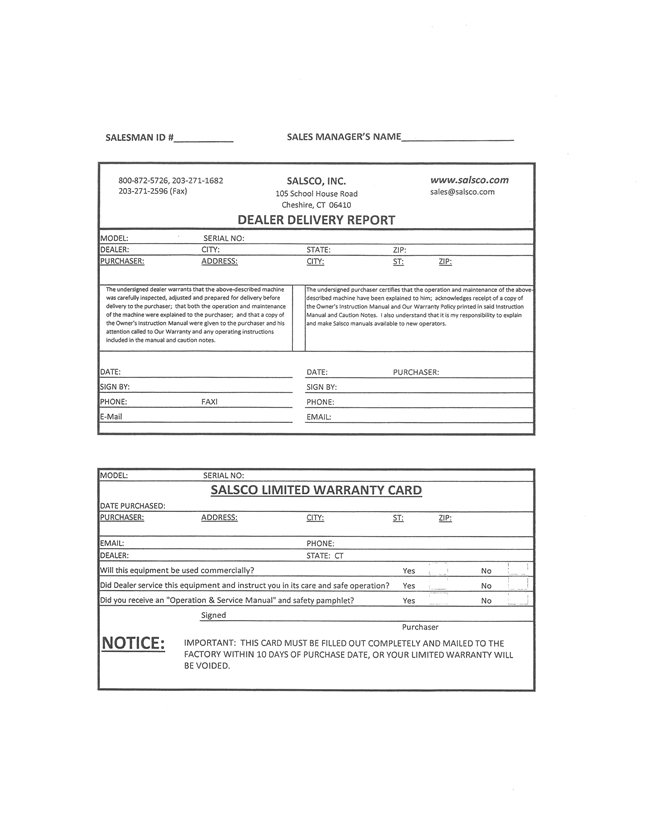 SALESMAN ID #____________ SALES MANAGER'S NAME______________________
800-872-5726, 203-271-1682 SALSCO, INC. www.salsco.com
203-271-2596 (Fax) 105 School House Road sales@salsco.com
Cheshire, CT 06410
DEALER DELIVERY REPORT
MODEL: SERIAL NO:
DEALER: CITY: STATE: ZIP:
PURCHASER: ADDRESS: CITY: ST: ZIP:
The undersigned dealer warrants that the above-described machine
was carefully inspected, adjusted and prepared for delivery before
delivery to the purchaser; that both the operation and maintenance
of the machine were explained to the purchaser; and that a copy of
the Owner's Instruction Manual were given to the purchaser and his
attention called to Our Warranty and any operating instructions
included in the manual and caution notes.
The undersigned purchaser certifies that the operation and maintenance of the above-
described machine have been explained to him; acknowledges receipt of a copy of
the Owner's Instruction Manual and Our Warranty Policy printed in said Instruction
Manual and Caution Notes. I also understand that it is my responsibility to explain
and make Salsco manuals available to new operators.
DATE: DATE: PURCHASER:
SIGN BY: SIGN BY:
PHONE: FAXI PHONE:
E-Mail EMAIL:
MODEL: SERIAL NO:
SALSCO LIMITED WARRANTY CARD
DATE PURCHASED:
PURCHASER: ADDRESS: CITY: ST: ZIP:
EMAIL: PHONE:
DEALER: STATE: CT
Will this equipment be used commercially? Yes No
Did Dealer service this equipment and instruct you in its care and safe operation? Yes No
Did you receive an "Operation & Service Manual" and safety pamphlet? Yes No
Signed
Purchaser
NOTICE: IMPORTANT: THIS CARD MUST BE FILLED OUT COMPLETELY AND MAILED TO THE
FACTORY WITHIN 10 DAYS OF PURCHASE DATE, OR YOUR LIMITED WARRANTY WILL
BE VOIDED.